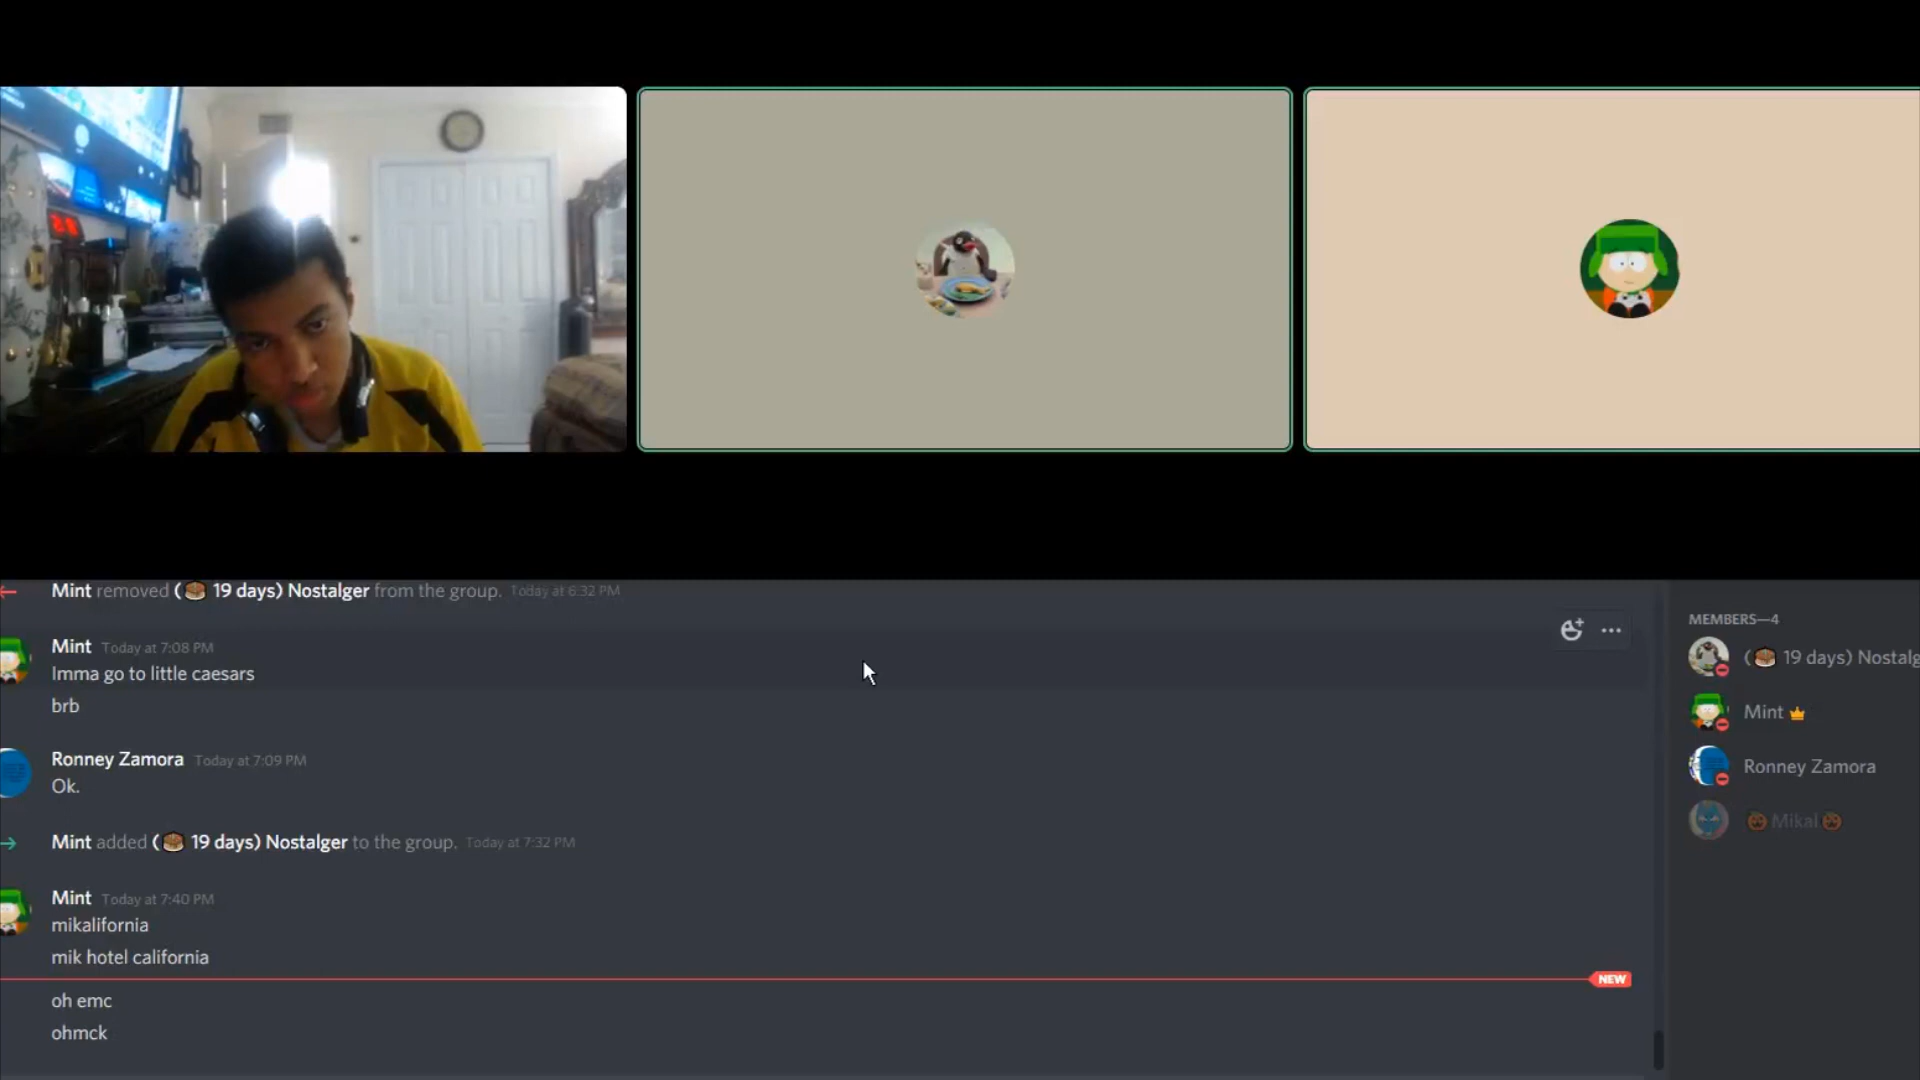 Mint removed ( 19 days) Nostalger from the group. Today at 6:32 PM
Mint Today at 7:08 PM
Imma go to little caesars
brb
Ronney Zamora Today at 7:09 PM
Ok.
Mint added ( 19 days) Nostalger to the group. Today at 7:32 PM
Mint Today at 7:40 PM
mikalifornia
mik hotel california
NEW
oh emc
ohmck
MEMBERS—4
( 19 days) Nostalg
Mint
Ronney Zamora
Mikal